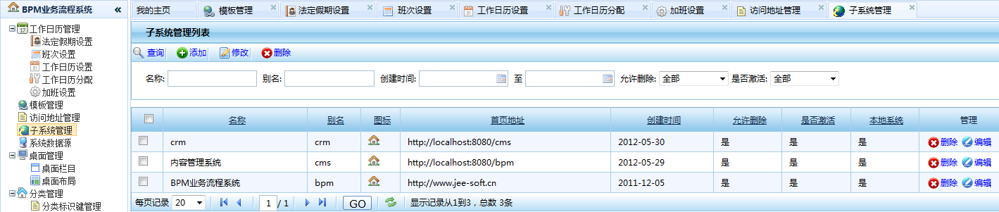 BPM业务流程系统
工作日历管理
法定假期设置
班次设置
工作日历设置
工作日历分配
加班设置
模板管理
访问地址管理
子系统管理
系统数据源
桌面管理
桌面栏目
桌面布局
分类管理
分类标识键管理
我的主页 模板管理 法定假期设置 班次设置 工作日历设置 工作日历分配 加班设置 访问地址管理 子系统管理
子系统管理列表
查询 添加 修改 删除
名称: 别名: 创建时间: 至 允许删除: 全部 是否激活: 全部
名称 别名 图标 首页地址 创建时间 允许删除 是否激活 本地系统 管理
crm crm http://localhost:8080/cms 2012-05-30 是 是 是 删除 编辑
内容管理系统 cms http://localhost:8080/bpm 2012-05-29 是 是 是 删除 编辑
BPM业务流程系统 bpm http://www.jee-soft.cn 2011-12-05 是 是 是 删除 编辑
每页记录 20 1 / 1 GO 显示记录从1到3，总数 3条